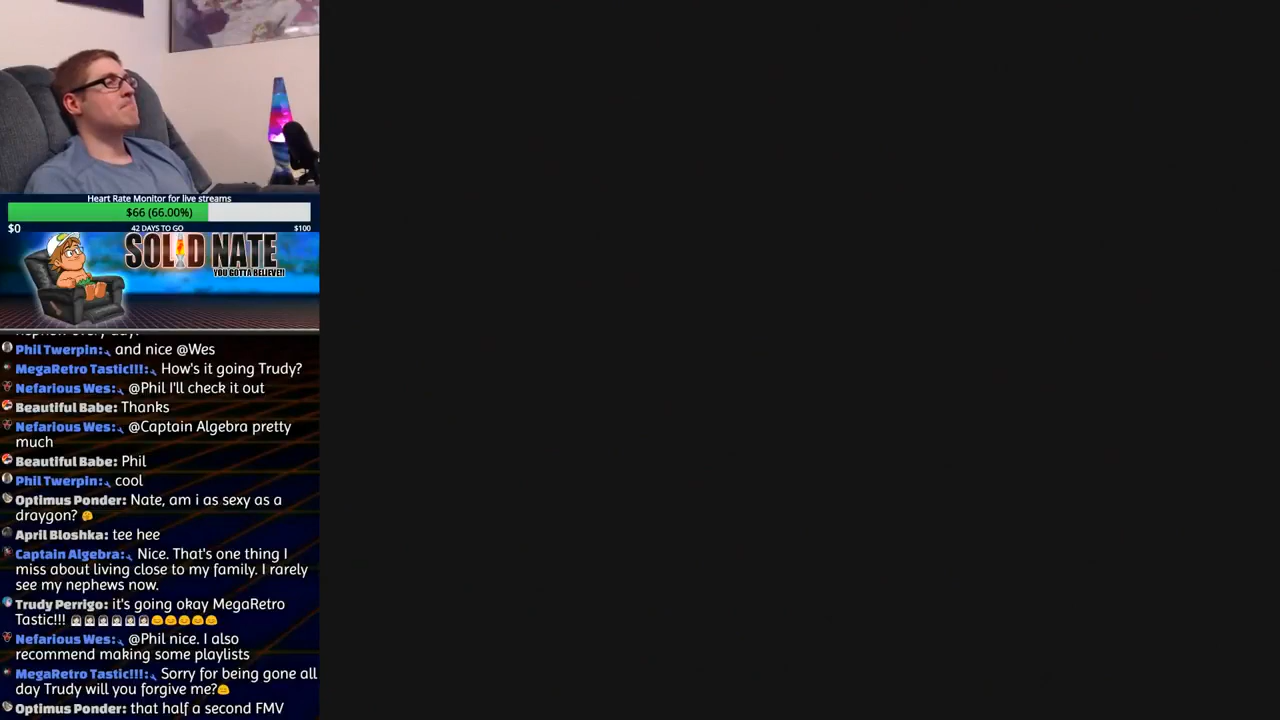 Heart Rate Monitor for live streams
$66 (66.00%)
$0 42 DAYS TO GO $100
SOLID NATE
YOU GOTTA BELIEVE!!
Phil Twerpin: and nice @Wes
MegaRetro Tastic!!!: How's it going Trudy?
Nefarious Wes: @Phil I'll check it out
Beautiful Babe: Thanks
Nefarious Wes: @Captain Algebra pretty
much
Beautiful Babe: Phil
Phil Twerpin: cool
Optimus Ponder: Nate, am i as sexy as a
draygon?
April Bloshka: tee hee
Captain Algebra: Nice. That's one thing I
miss about living close to my family. I rarely
see my nephews now.
Trudy Perrigo: it's going okay MegaRetro
Tastic!!!
Nefarious Wes: @Phil nice. I also
recommend making some playlists
MegaRetro Tastic!!!: Sorry for being gone all
day Trudy will you forgive me?
Optimus Ponder: that half a second FMV